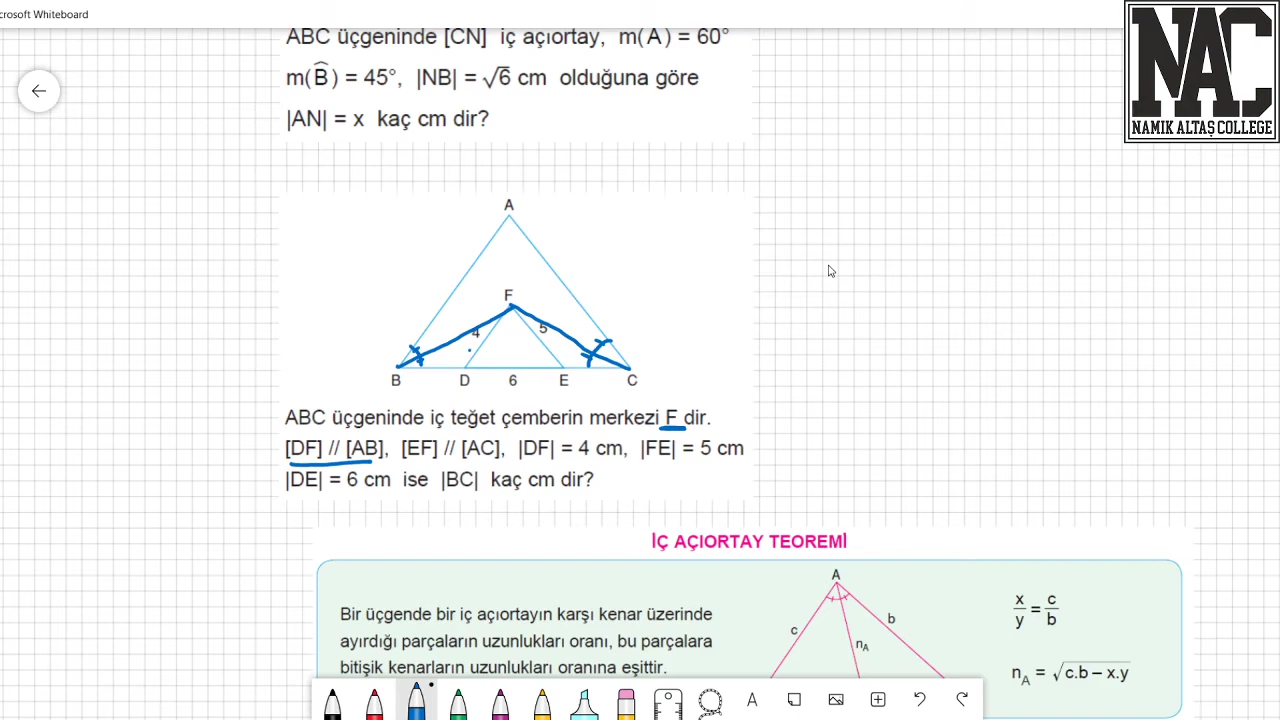 crosoft Whiteboard
NAC
NAMIK ALTAŞ COLLEGE
ABC üçgeninde [CN] iç açıortay, m(A) = 60°
m(B̂) = 45°, |NB| = √6 cm olduğuna göre
|AN| = x kaç cm dir?
A
F
4
5
B
D
6
E
C
ABC üçgeninde iç teğet çemberin merkezi F dir.
[DF] // [AB], [EF] // [AC], |DF| = 4 cm, |FE| = 5 cm
|DE| = 6 cm ise |BC| kaç cm dir?
İÇ AÇIORTAY TEOREMİ
Bir üçgende bir iç açıortayın karşı kenar üzerinde
ayırdığı parçaların uzunlukları oranı, bu parçalara
bitişik kenarların uzunlukları oranına eşittir.
A
c
b
nA
x/y = c/b
nA = √c.b – x.y
A